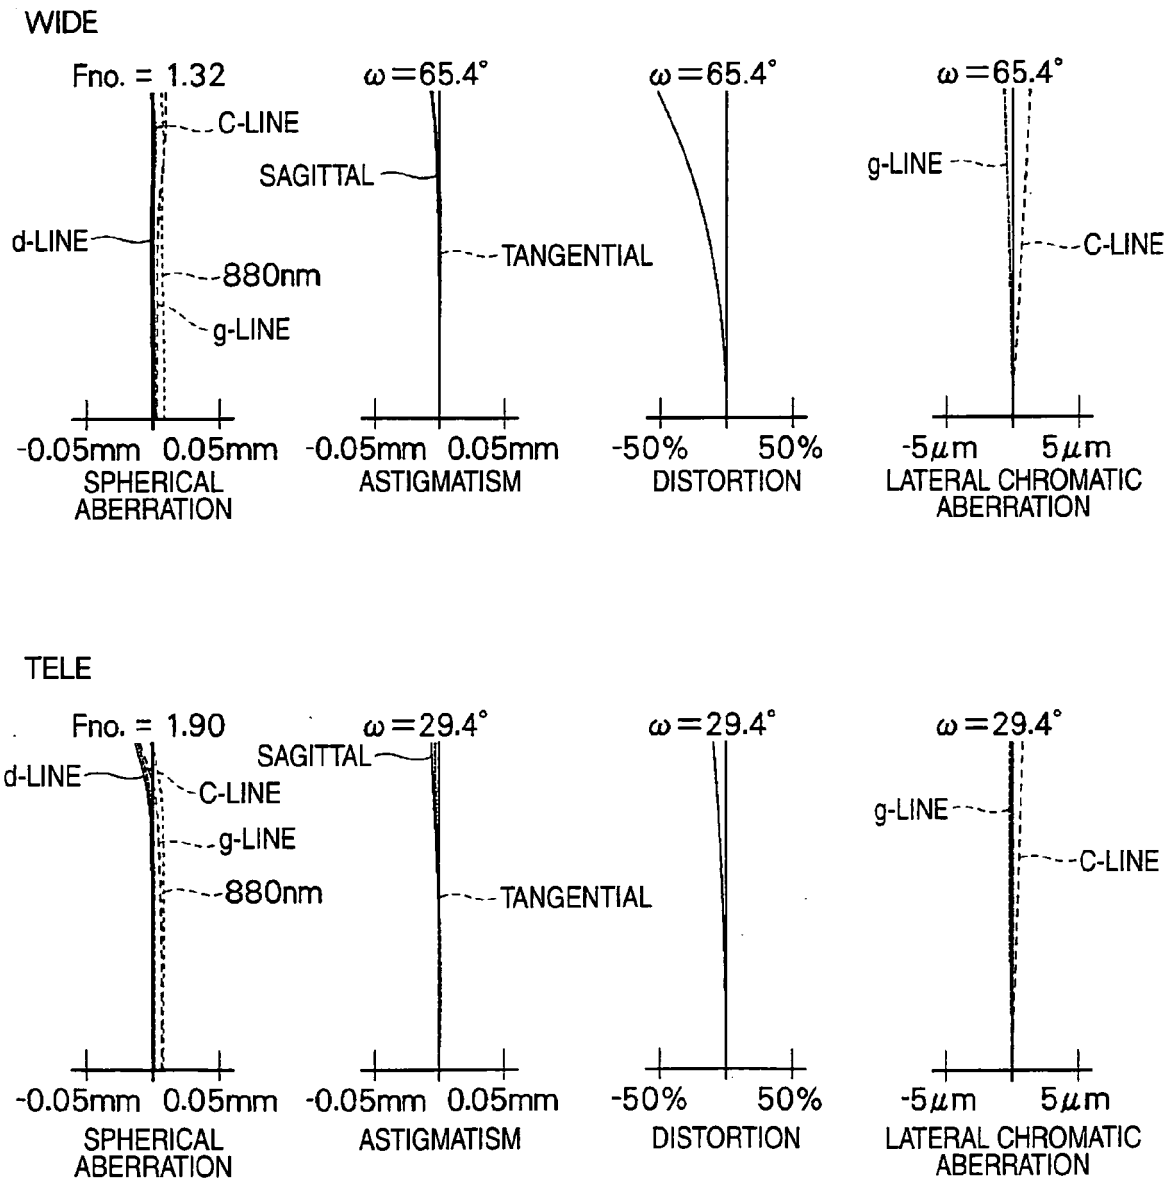 WIDE
Fno. = 1.32
ω=65.4°
ω=65.4°
ω=65.4°
C-LINE
SAGITTAL
g-LINE
d-LINE
TANGENTIAL
C-LINE
880nm
g-LINE
-0.05mm 0.05mm
-0.05mm 0.05mm
-50% 50%
-5μm 5μm
SPHERICAL
ABERRATION
ASTIGMATISM
DISTORTION
LATERAL CHROMATIC
ABERRATION
TELE
Fno. = 1.90
ω=29.4°
ω=29.4°
ω=29.4°
SAGITTAL
d-LINE
C-LINE
g-LINE
g-LINE
C-LINE
880nm
TANGENTIAL
-0.05mm 0.05mm
-0.05mm 0.05mm
-50% 50%
-5μm 5μm
SPHERICAL
ABERRATION
ASTIGMATISM
DISTORTION
LATERAL CHROMATIC
ABERRATION